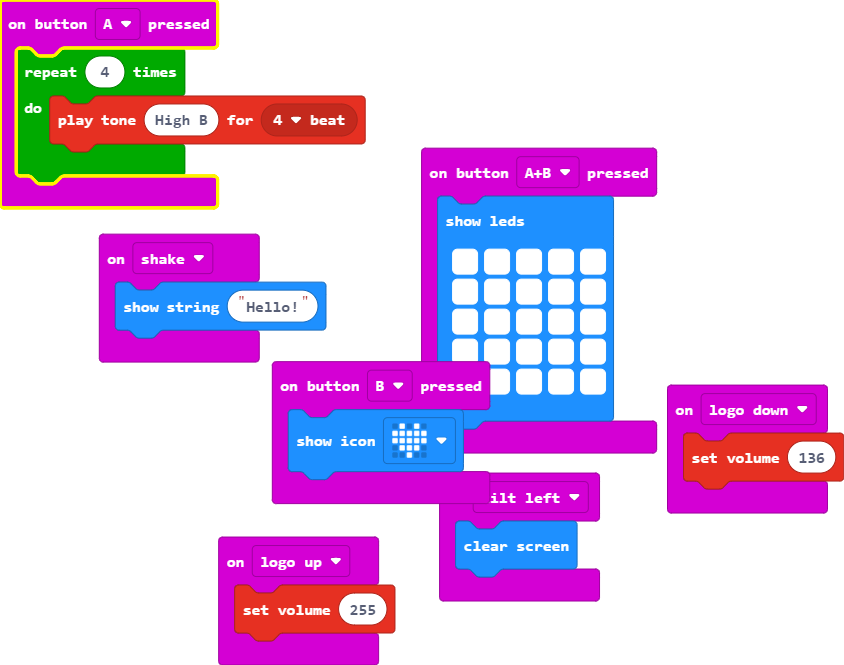 on button A pressed
repeat 4 times
do play tone High B for 4 beat
on button A+B pressed
show leds
on shake
show string "Hello!"
on button B pressed
show icon
on logo down
set volume 136
ilt left
clear screen
on logo up
set volume 255